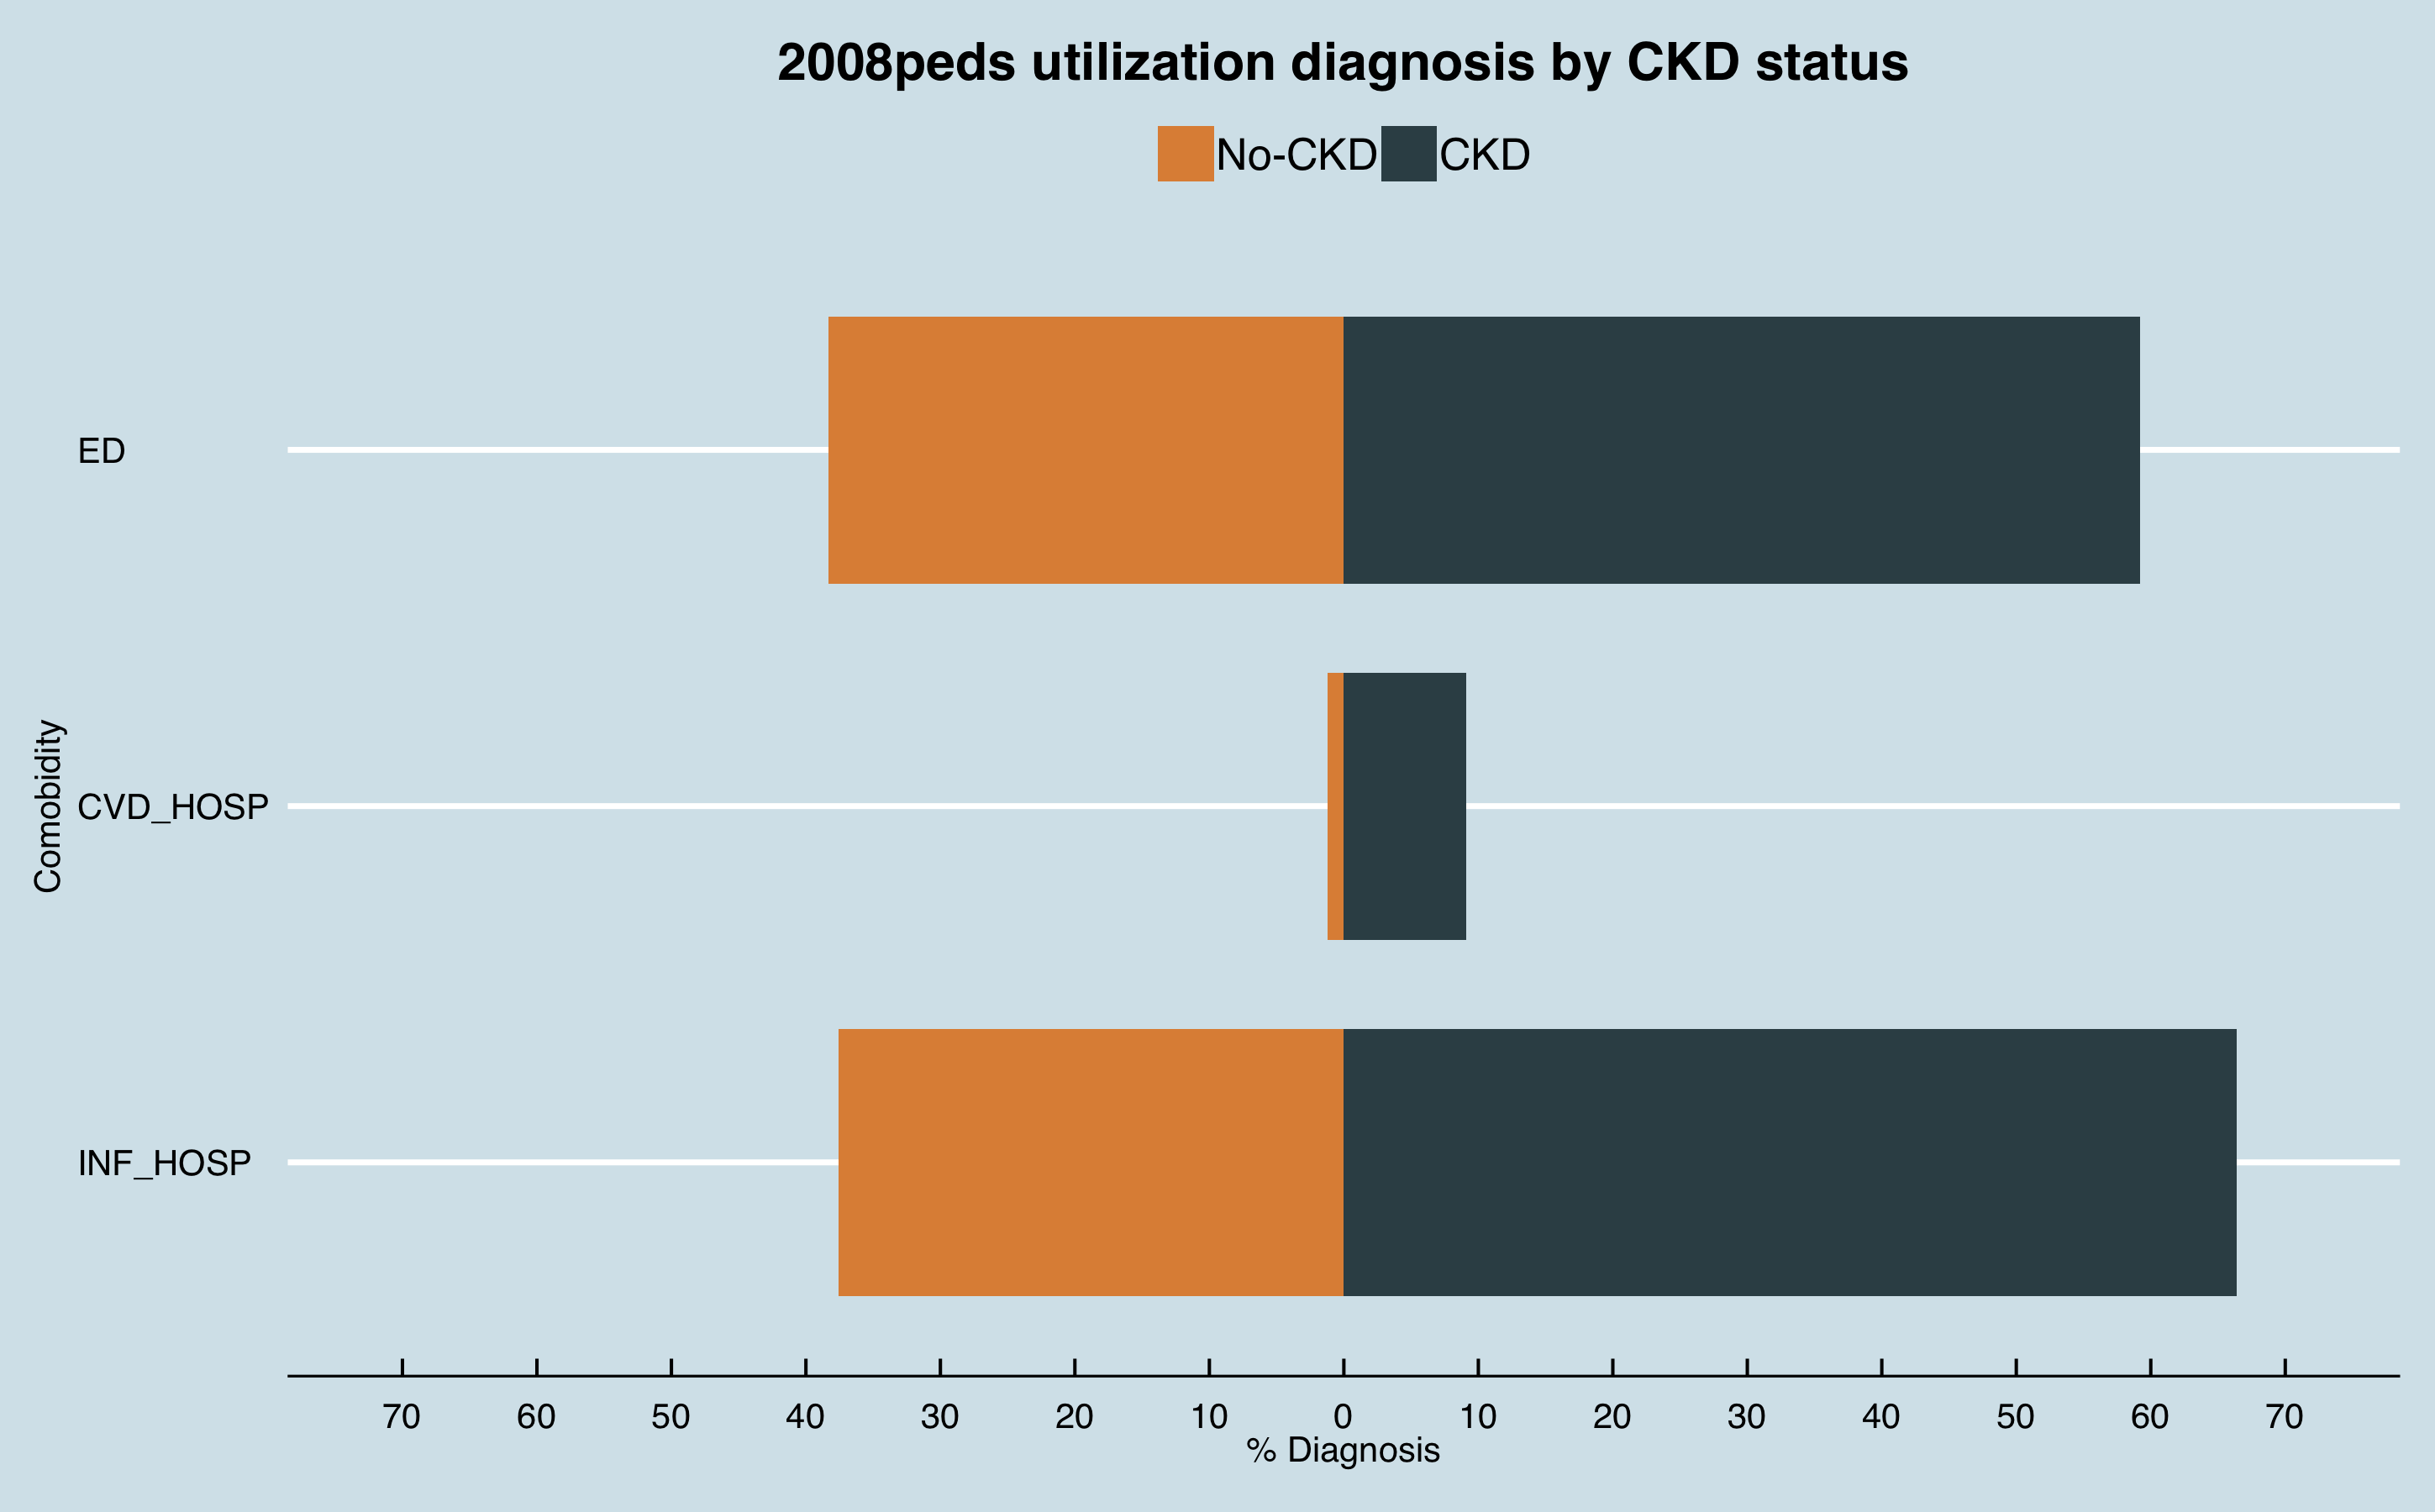 2008peds utilization diagnosis by CKD status
No-CKD CKD
ED
CVD_HOSP
INF_HOSP
Comobidity
70 60 50 40 30 20 10 0 10 20 30 40 50 60 70
% Diagnosis